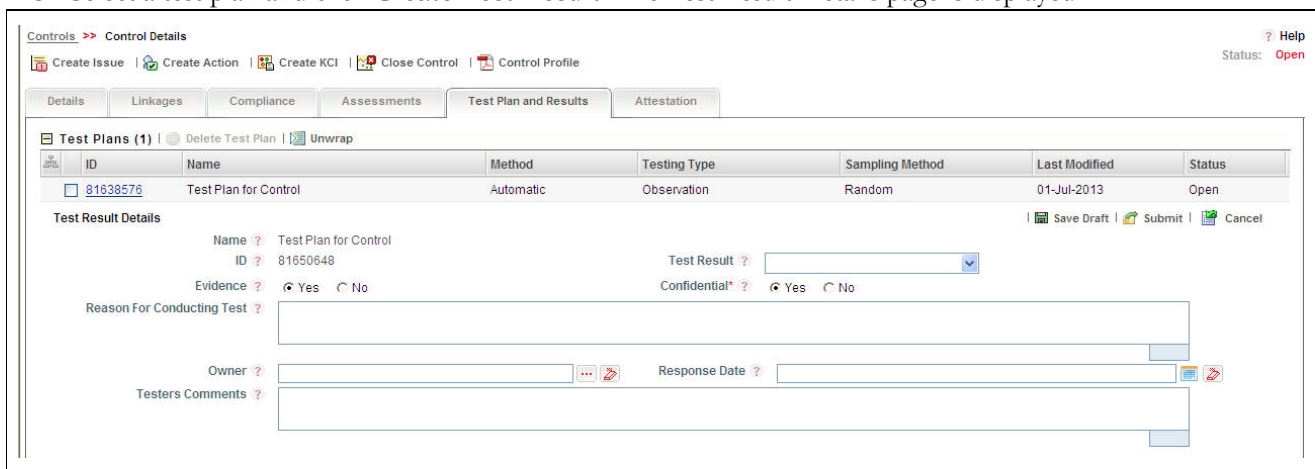 Controls >> Control Details
? Help
Create Issue | Create Action | Create KCI | Close Control | Control Profile
Status: Open
Details Linkages Compliance Assessments Test Plan and Results Attestation
Test Plans (1) | Delete Test Plan | Unwrap
ID Name Method Testing Type Sampling Method Last Modified Status
81638576 Test Plan for Control Automatic Observation Random 01-Jul-2013 Open
Test Result Details | Save Draft | Submit | Cancel
Name ? Test Plan for Control
ID ? 81650648 Test Result ?
Evidence ? Yes No Confidential* ? Yes No
Reason For Conducting Test ?
Owner ? ... Response Date ?
Testers Comments ?